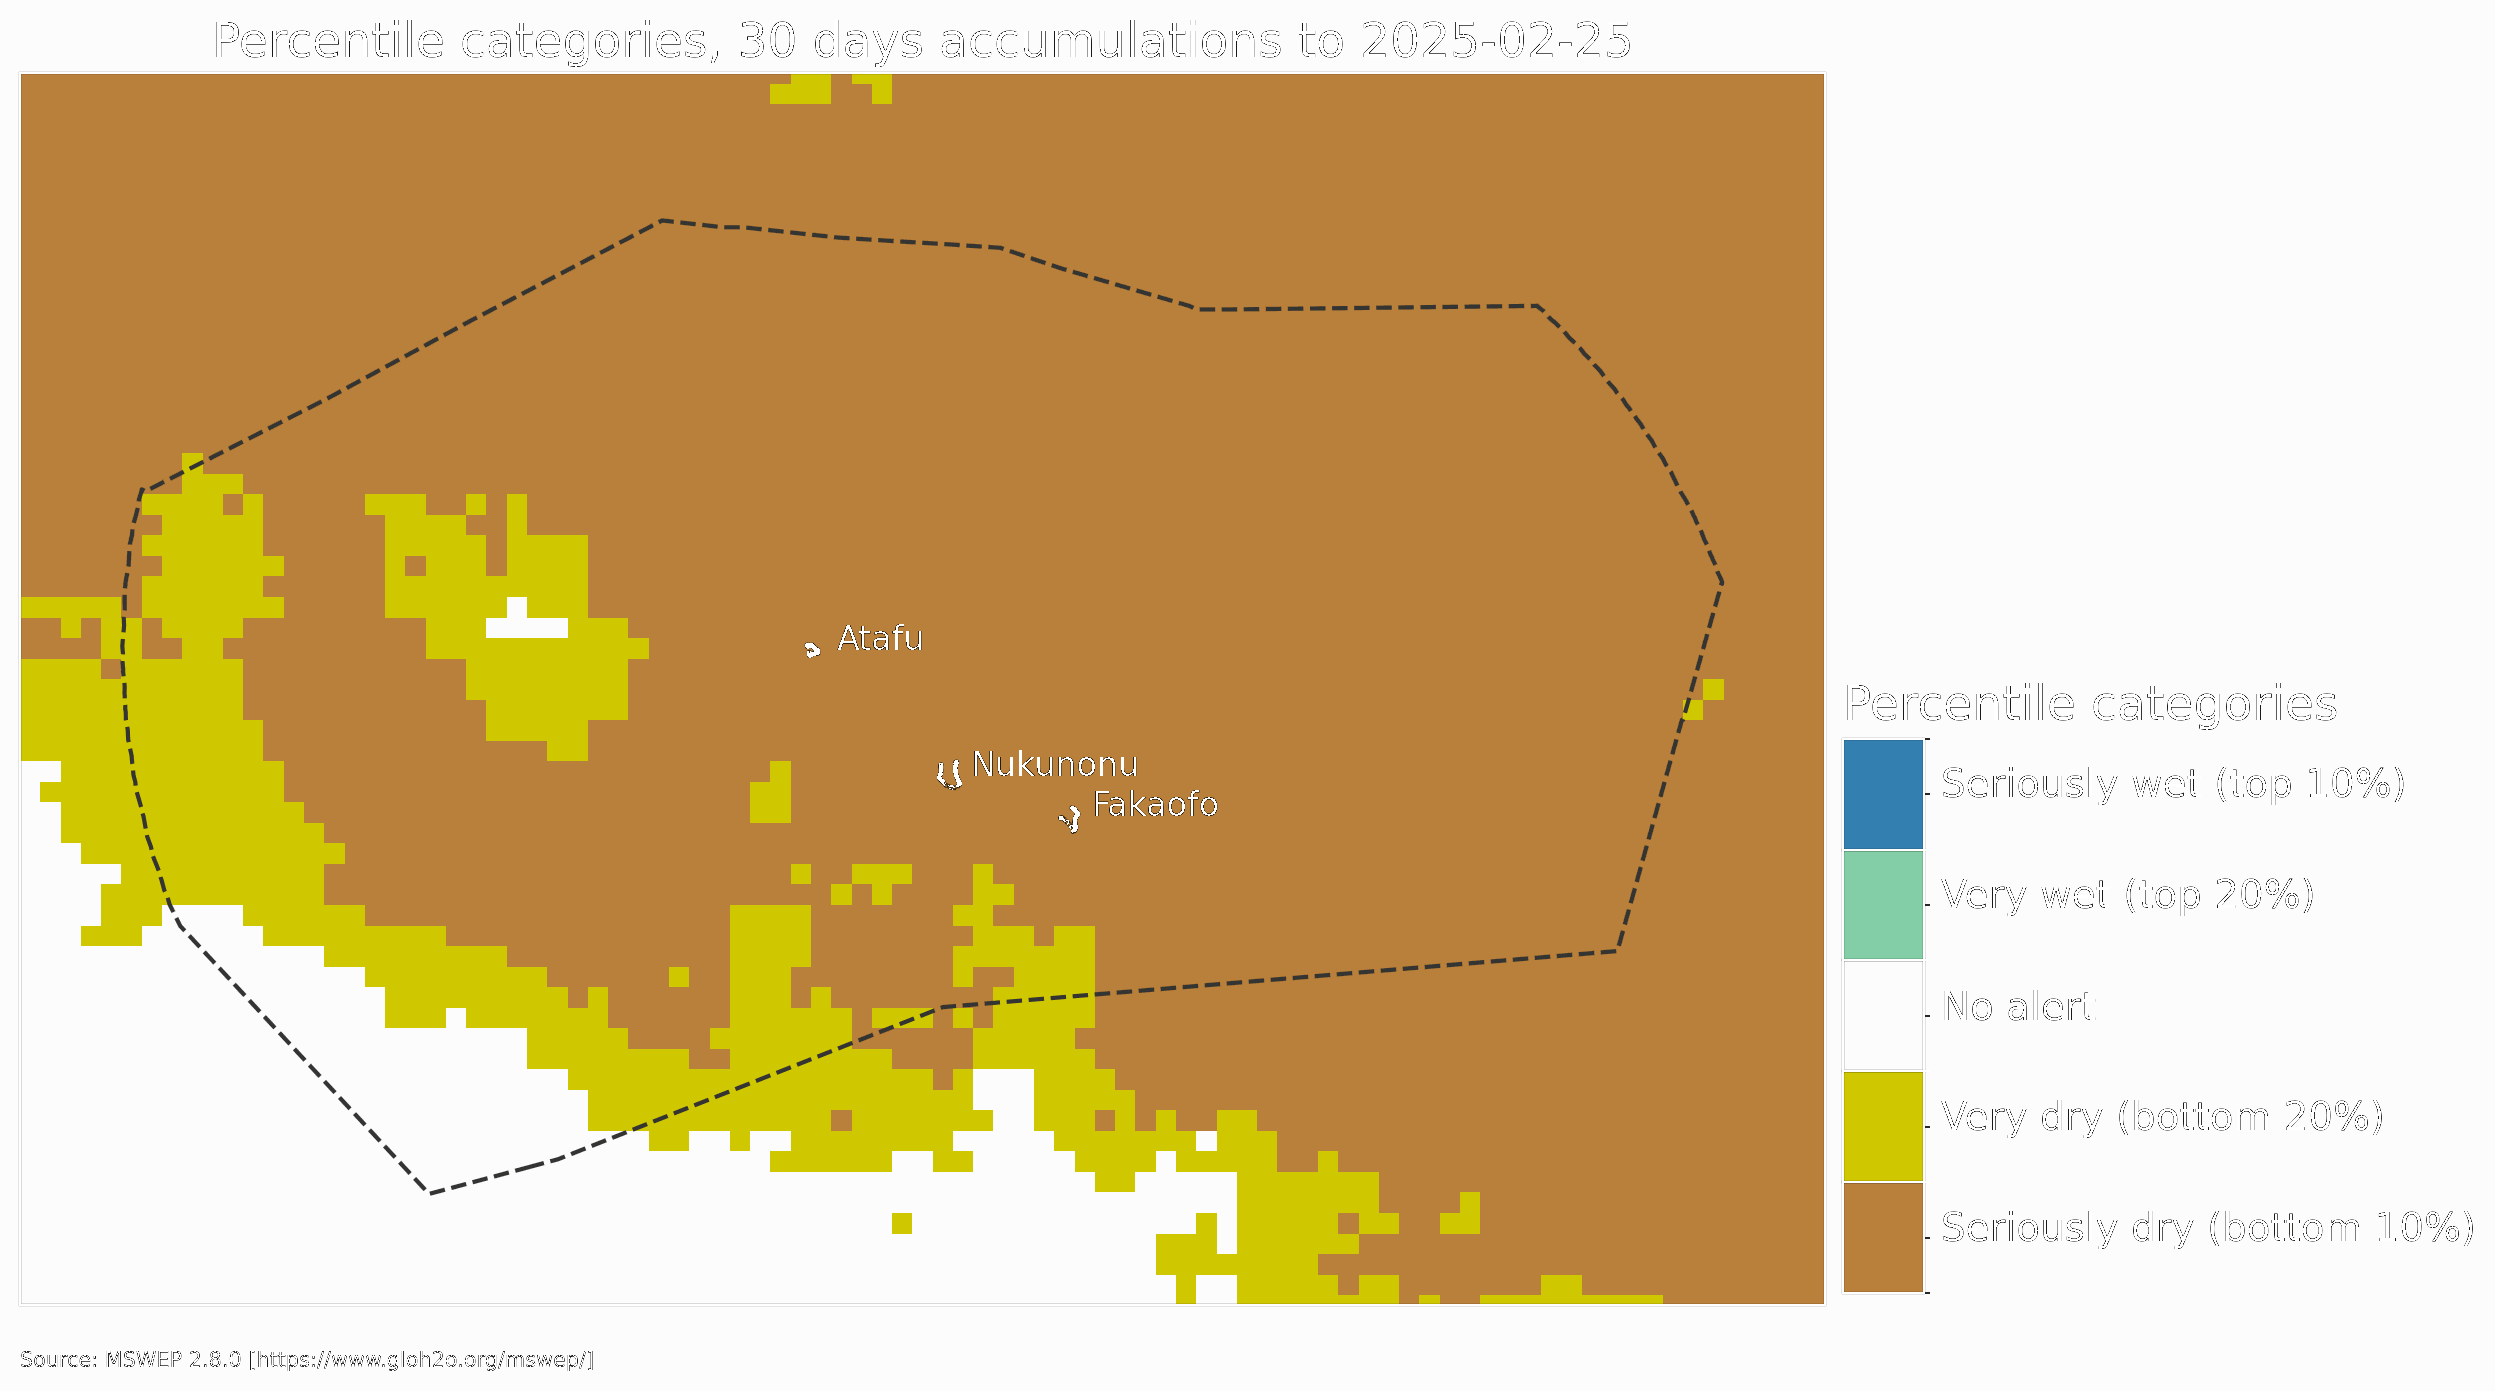 Percentile categories, 30 days accumulations to 2025-02-25
Atafu
Nukunonu
Fakaofo
Percentile categories
Seriously wet (top 10%)
Very wet (top 20%)
No alert
Very dry (bottom 20%)
Seriously dry (bottom 10%)
Source: MSWEP 2.8.0 [https://www.gloh2o.org/mswep/]